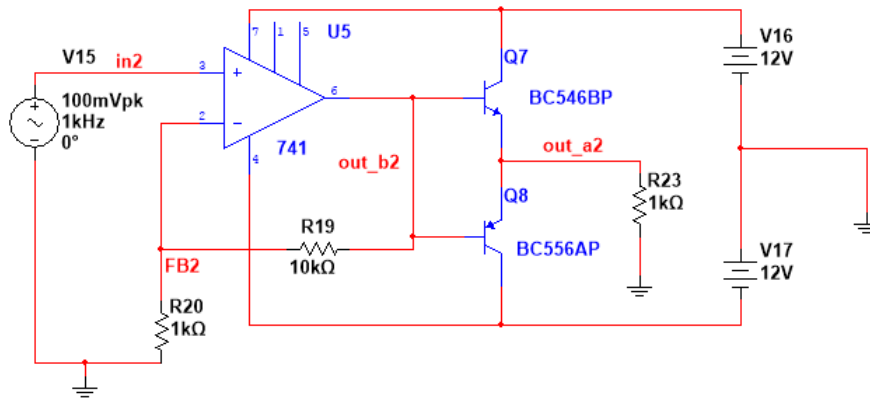 V15
in2
100mVpk
1kHz
0°
3
2
7
1
5
4
6
U5
741
out_b2
Q7
BC546BP
out_a2
Q8
BC556AP
R23
1kΩ
V16
12V
V17
12V
R19
10kΩ
FB2
R20
1kΩ